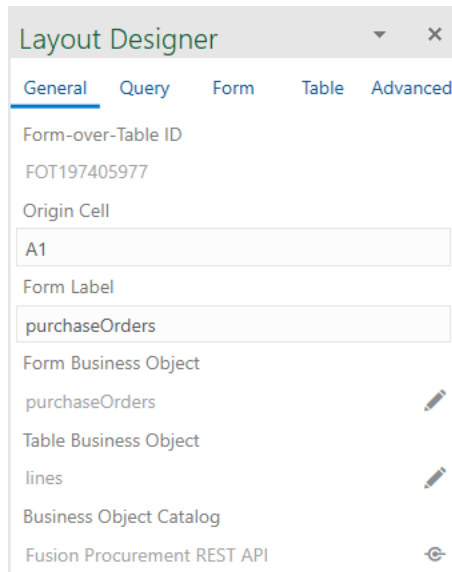 Layout Designer
General Query Form Table Advanced
Form-over-Table ID
FOT197405977
Origin Cell
A1
Form Label
purchaseOrders
Form Business Object
purchaseOrders
Table Business Object
lines
Business Object Catalog
Fusion Procurement REST API